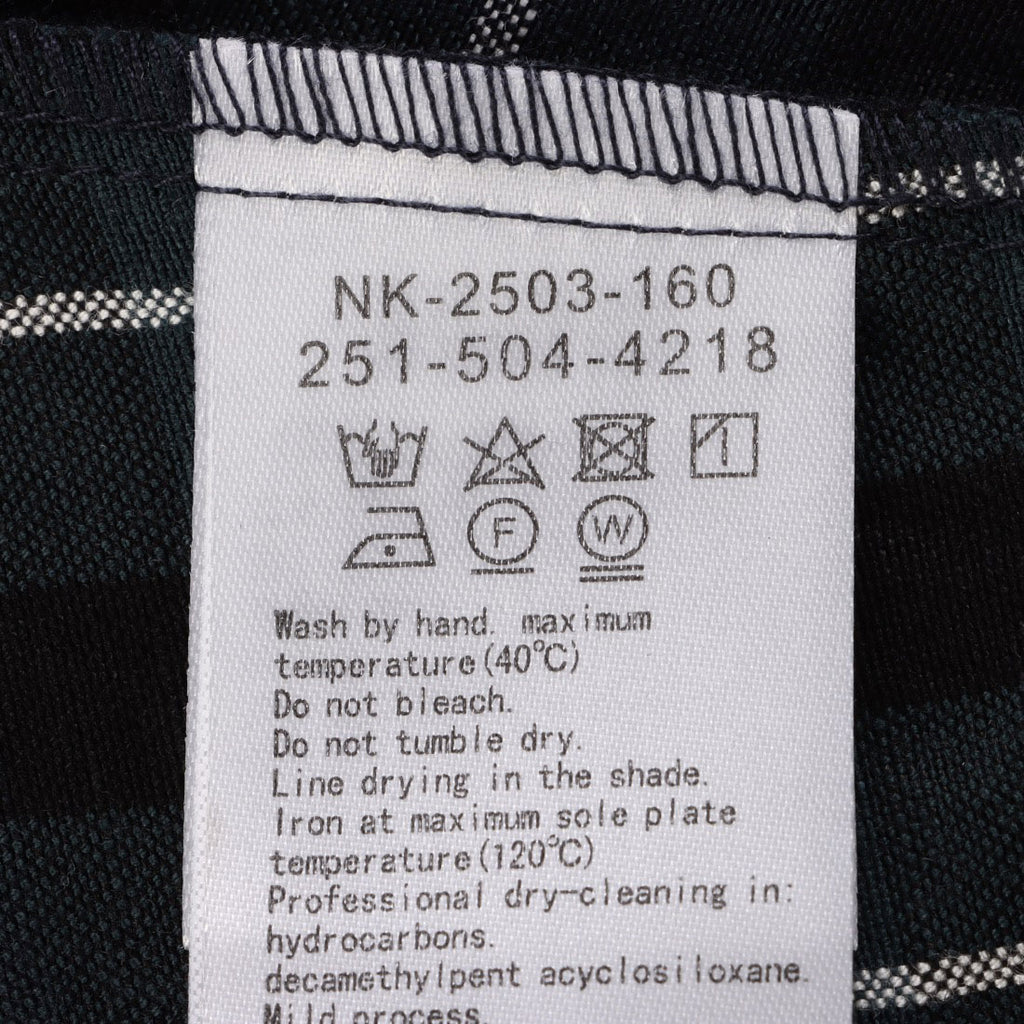 NK-2503-160
251-504-4218
F
W
Wash by hand. maximum
temperature(40℃)
Do not bleach.
Do not tumble dry.
Line drying in the shade.
Iron at maximum sole plate
temperature(120℃)
Professional dry-cleaning in:
hydrocarbons.
decamethylpent acyclosiloxane.
Mild process.